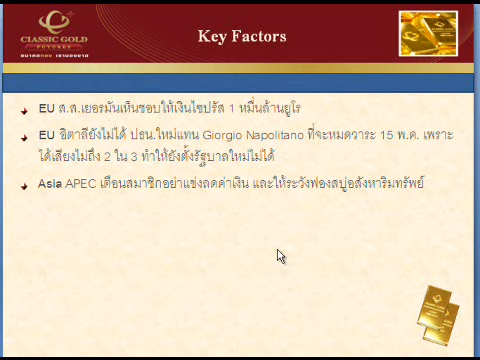 CLASSIC GOLD
FUTURES
Key Factors
EU ส.ส.เยอรมันเห็นชอบให้เงินไซปรัส 1 หมื่นล้านยูโร
EU อิตาลียังไม่ได้ ปธน.ใหม่แทน Giorgio Napolitano ที่จะหมดวาระ 15 พ.ค. เพราะ
ได้เสียงไม่ถึง 2 ใน 3 ทำให้ยังตั้งรัฐบาลใหม่ไม่ได้
Asia APEC เตือนสมาชิกอย่าแข่งลดค่าเงิน และให้ระวังฟองสบู่อสังหาริมทรัพย์